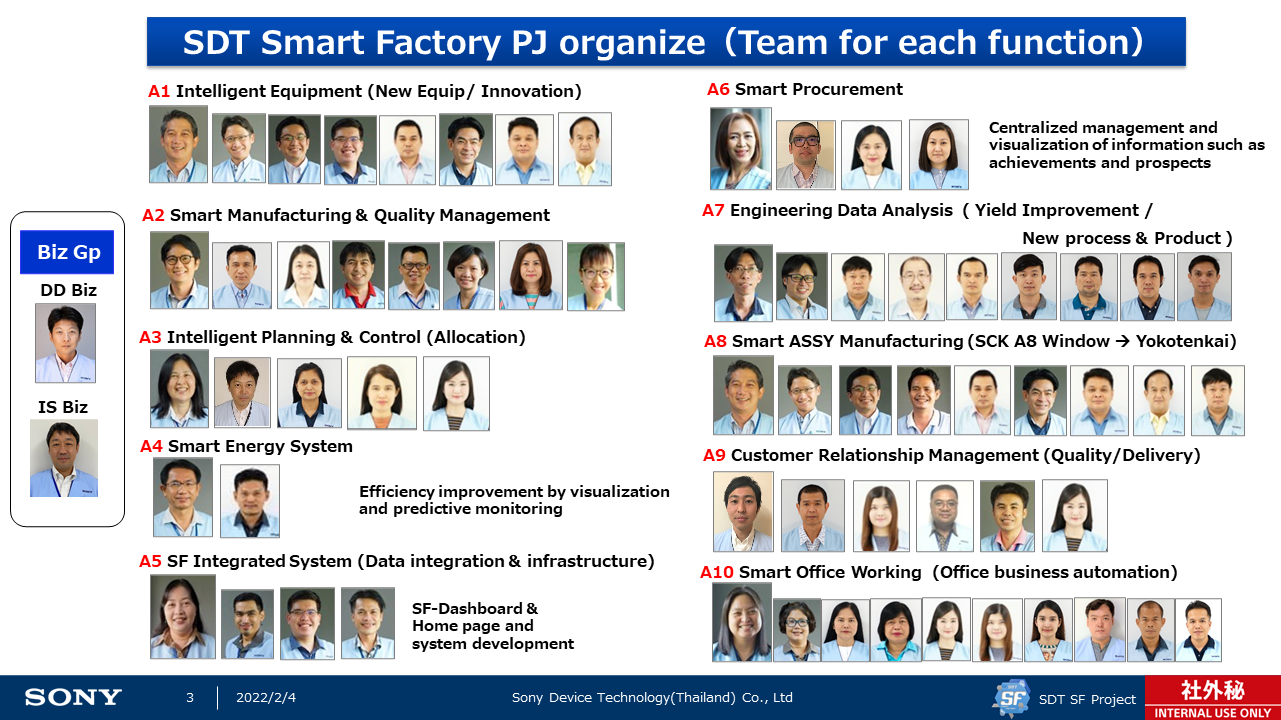 SDT Smart Factory PJ organize（Team for each function）
A1 Intelligent Equipment (New Equip/ Innovation)
A2 Smart Manufacturing & Quality Management
Biz Gp
DD Biz
IS Biz
A3 Intelligent Planning & Control (Allocation)
A4 Smart Energy System
Efficiency improvement by visualization
and predictive monitoring
A5 SF Integrated System (Data integration & infrastructure)
SF-Dashboard &
Home page and
system development
A6 Smart Procurement
Centralized management and
visualization of information such as
achievements and prospects
A7 Engineering Data Analysis ( Yield Improvement /
New process & Product )
A8 Smart ASSY Manufacturing (SCK A8 Window → Yokotenkai)
A9 Customer Relationship Management (Quality/Delivery)
A10 Smart Office Working (Office business automation)
SONY
3
2022/2/4
Sony Device Technology(Thailand) Co., Ltd
SDT
SF
SDT SF Project
社外秘
INTERNAL USE ONLY